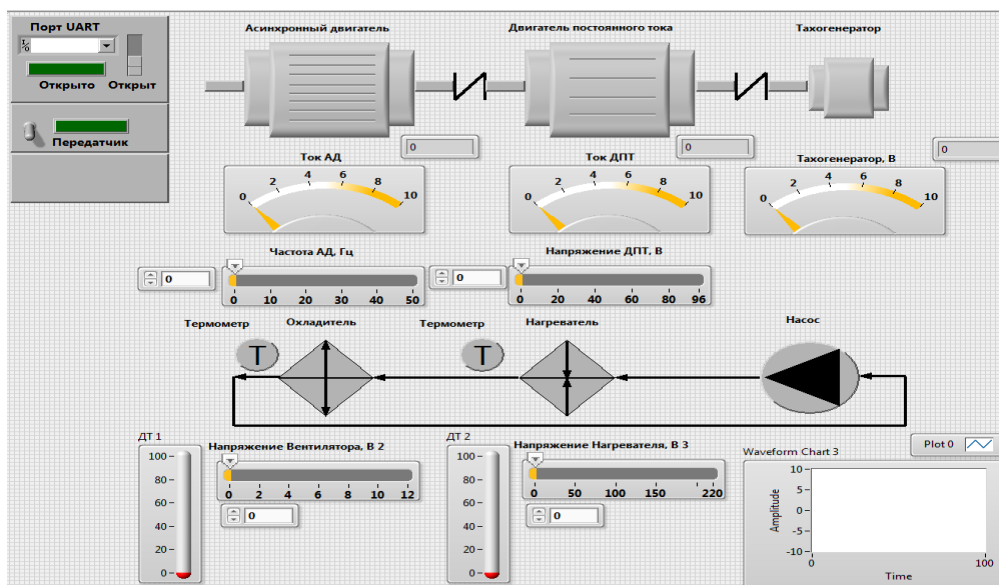 Порт UART
I/O
Открыто Открыт
Передатчик
Асинхронный двигатель
Двигатель постоянного тока
Тахогенератор
0
0
0
Ток АД
0 2 4 6 8 10
Ток ДПТ
0 2 4 6 8 10
Тахогенератор, В
0 2 4 6 8 10
Частота АД, Гц
0
0 10 20 30 40 50
Напряжение ДПТ, В
0
0 20 40 60 80 96
Термометр
T
Охладитель
Термометр
T
Нагреватель
Насос
ДТ 1
100
80
60
40
20
0
Напряжение Вентилятора, В 2
0 2 4 6 8 10 12
0
ДТ 2
100
80
60
40
20
0
Напряжение Нагревателя, В 3
0 50 100 150 220
0
Plot 0
Waveform Chart 3
Amplitude
10
5
0
-5
-10
0 100
Time